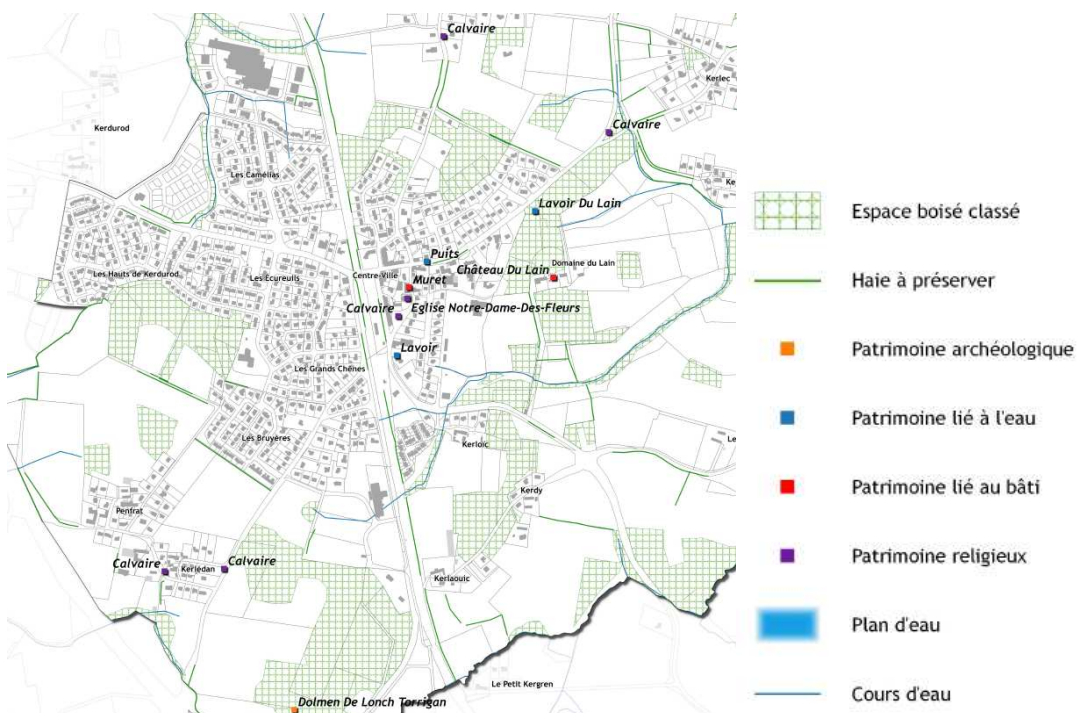 Calvaire
Kerlec
Kerdurod
Calvaire
Les Camélias
Lavoir Du Lain
Puits
Centre-Ville
Château Du Lain
Domaine du Lain
Les Hauts de Kerdurod
Les Ecureuils
Muret
Calvaire
Eglise Notre-Dame-Des-Fleurs
Lavoir
Les Grands Chênes
Les Bruyères
Kerloïc
Kerdy
Penfrat
Calvaire
Kerlédan
Calvaire
Kerlaouic
Le Petit Kergren
Dolmen De Lonch Torrigan
Espace boisé classé
Haie à préserver
Patrimoine archéologique
Patrimoine lié à l'eau
Patrimoine lié au bâti
Patrimoine religieux
Plan d'eau
Cours d'eau